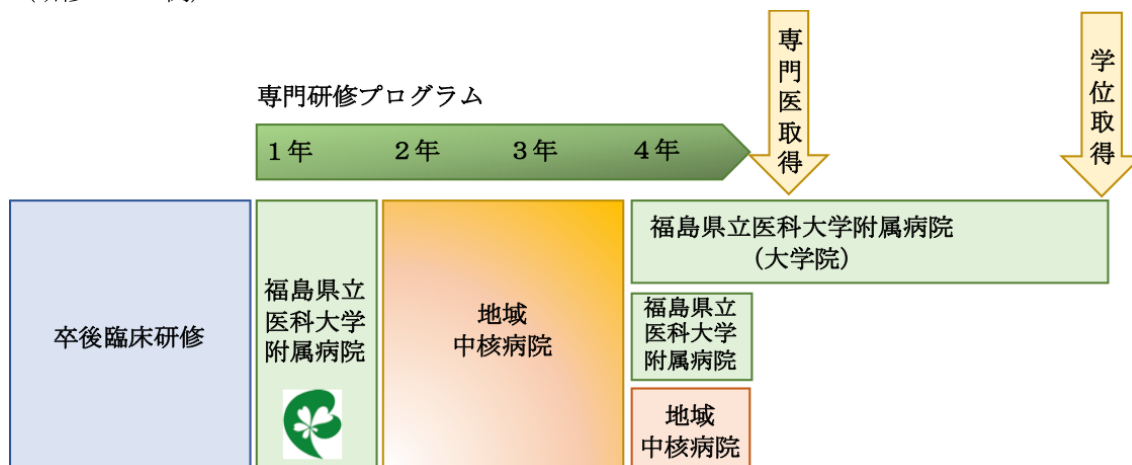 専門研修プログラム
1年 2年 3年 4年
専門医取得
学位取得
卒後臨床研修
福島県立
医科大学
附属病院
地域
中核病院
福島県立医科大学附属病院
(大学院)
福島県立
医科大学
附属病院
地域
中核病院